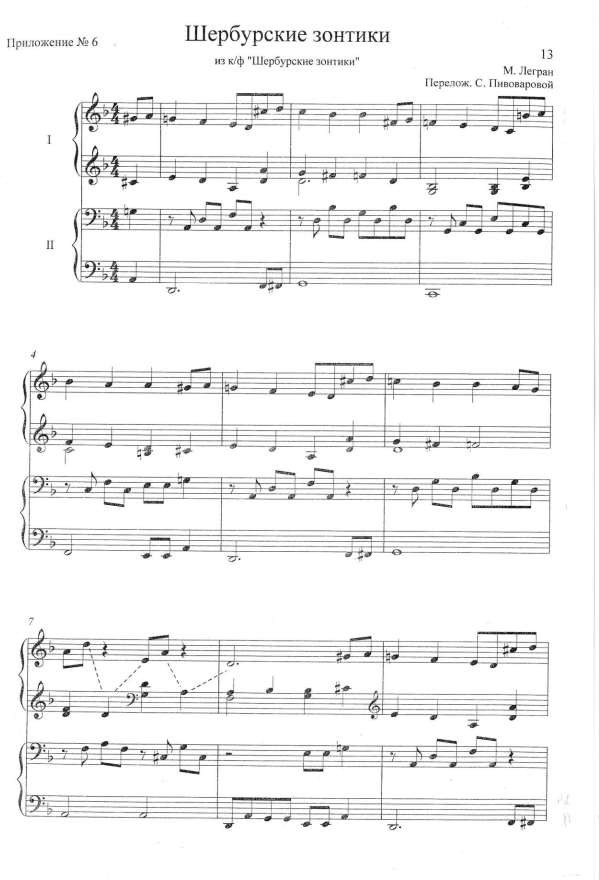 Приложение № 6
Шербурские зонтики
из к/ф "Шербурские зонтики"
13
М. Легран
Перелож. С. Пивоваровой
I
II
4
7